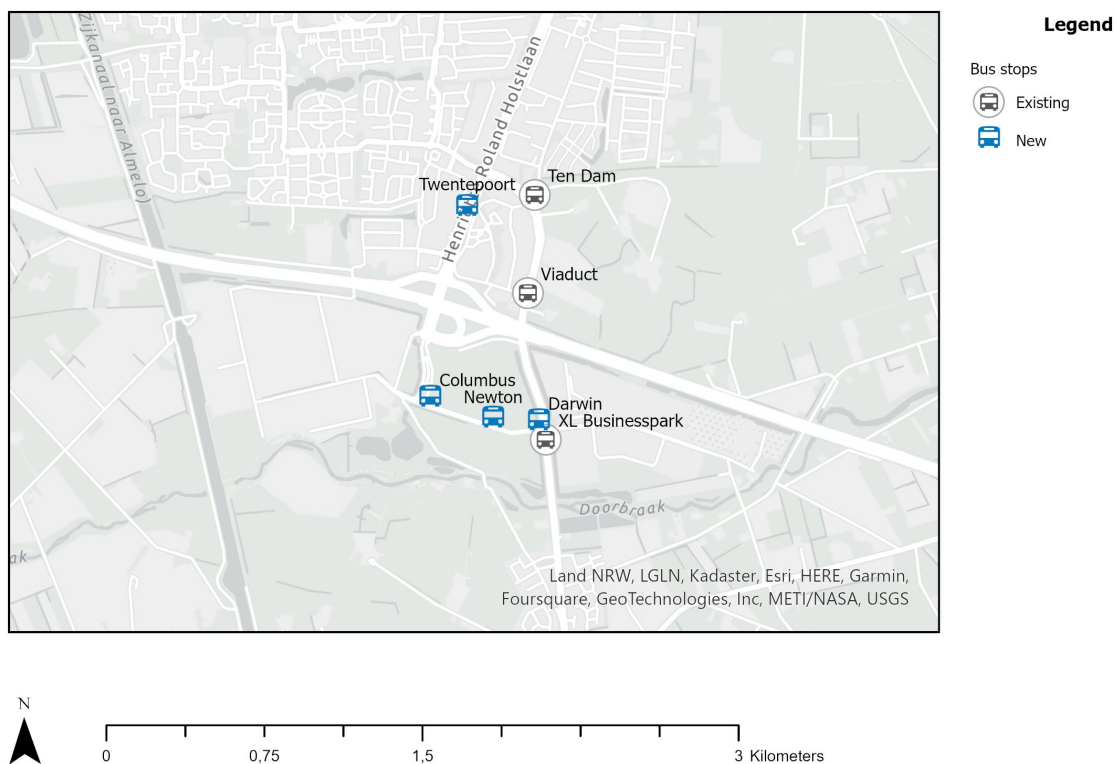 Legend
Bus stops
Existing
New
Zijkanaal naar Almelo)
Roland Holstlaan
Twentepoort
Ten Dam
Viaduct
Columbus
Newton
Darwin
XL Businesspark
Doorbraak
ak
Land NRW, LGLN, Kadaster, Esri, HERE, Garmin,
Foursquare, GeoTechnologies, Inc, METI/NASA, USGS
N
0 0,75 1,5 3 Kilometers